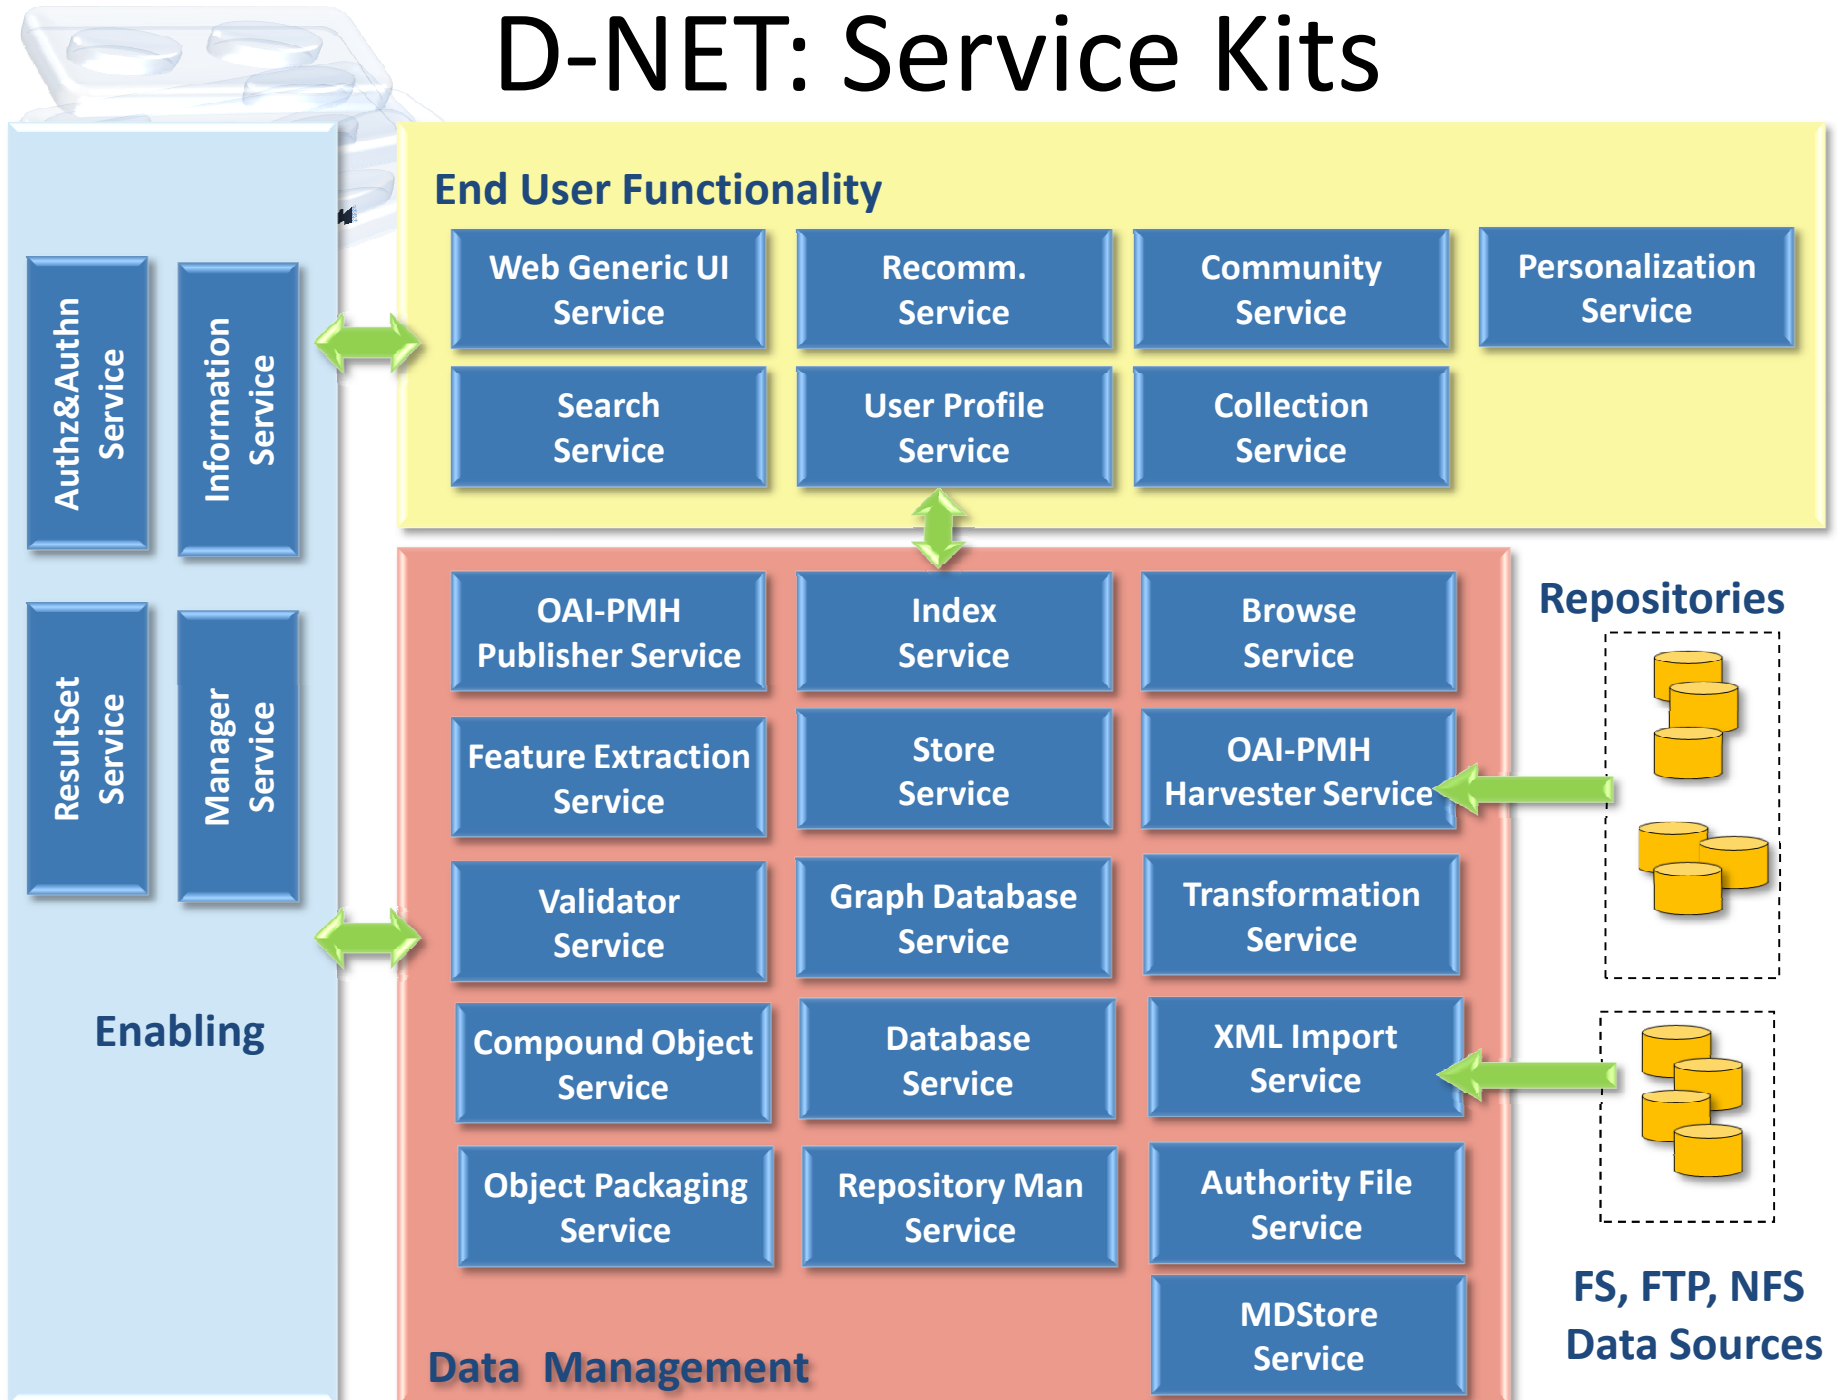 D-NET: Service Kits
End User Functionality
Web Generic UI
Service
Recomm.
Service
Community
Service
Personalization
Service
Search
Service
User Profile
Service
Collection
Service
Authz&Authn
Service
Information
Service
ResultSet
Service
Manager
Service
Enabling
OAI-PMH
Publisher Service
Index
Service
Browse
Service
Feature Extraction
Service
Store
Service
OAI-PMH
Harvester Service
Validator
Service
Graph Database
Service
Transformation
Service
Compound Object
Service
Database
Service
XML Import
Service
Object Packaging
Service
Repository Man
Service
Authority File
Service
MDStore
Service
Data Management
Repositories
FS, FTP, NFS
Data Sources